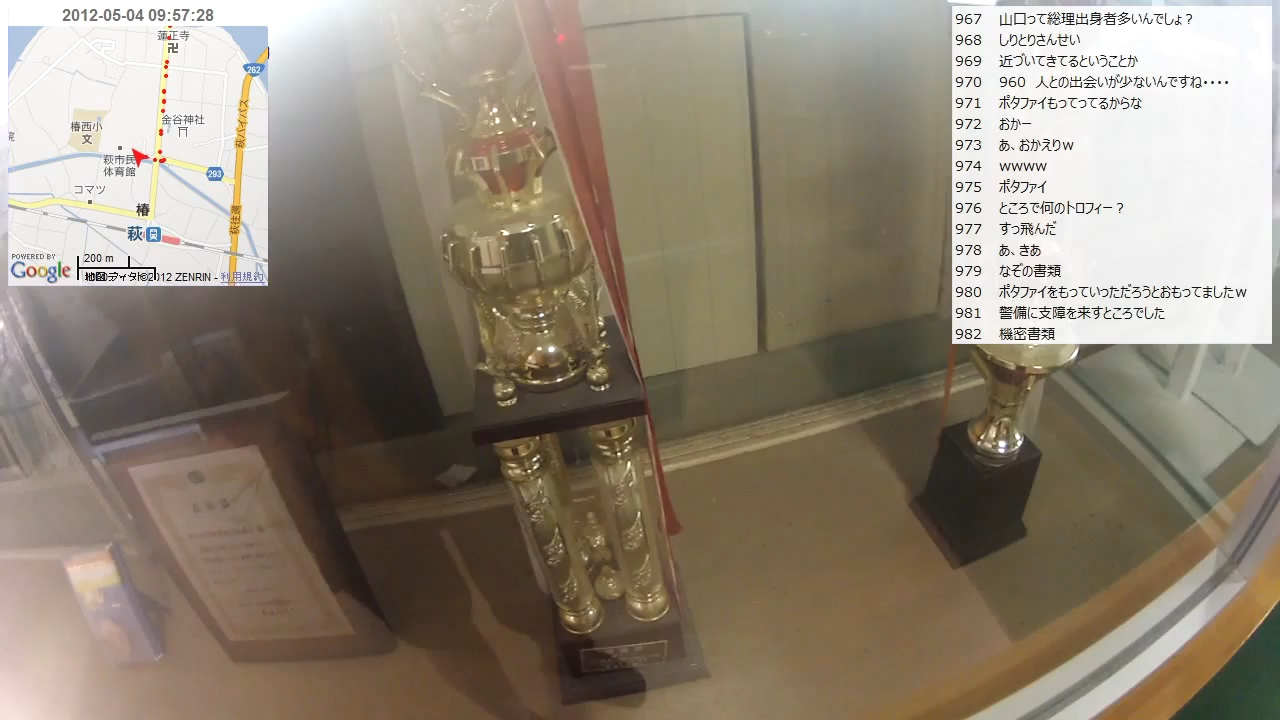 2012-05-04 09:57:28
蓮正寺
262
萩バイパス
椿西小
文
金谷神社
萩市民
体育館
293
コマツ
椿
萩
POWERED BY
Google
200 m
地図データ ©2012 ZENRIN - 利用規約
967 山口って総理出身者多いんでしょ？
968 しりとりさんせい
969 近づいてきてるということか
970 960 人との出会いが少ないんですね・・・・
971 ポタファイもってってるからな
972 おかー
973 あ、おかえりｗ
974 wwww
975 ポタファイ
976 ところで何のトロフィー？
977 すっ飛んだ
978 あ、きあ
979 なぞの書類
980 ポタファイをもっていっただろうとおもってましたｗ
981 警備に支障を来すところでした
982 機密書類